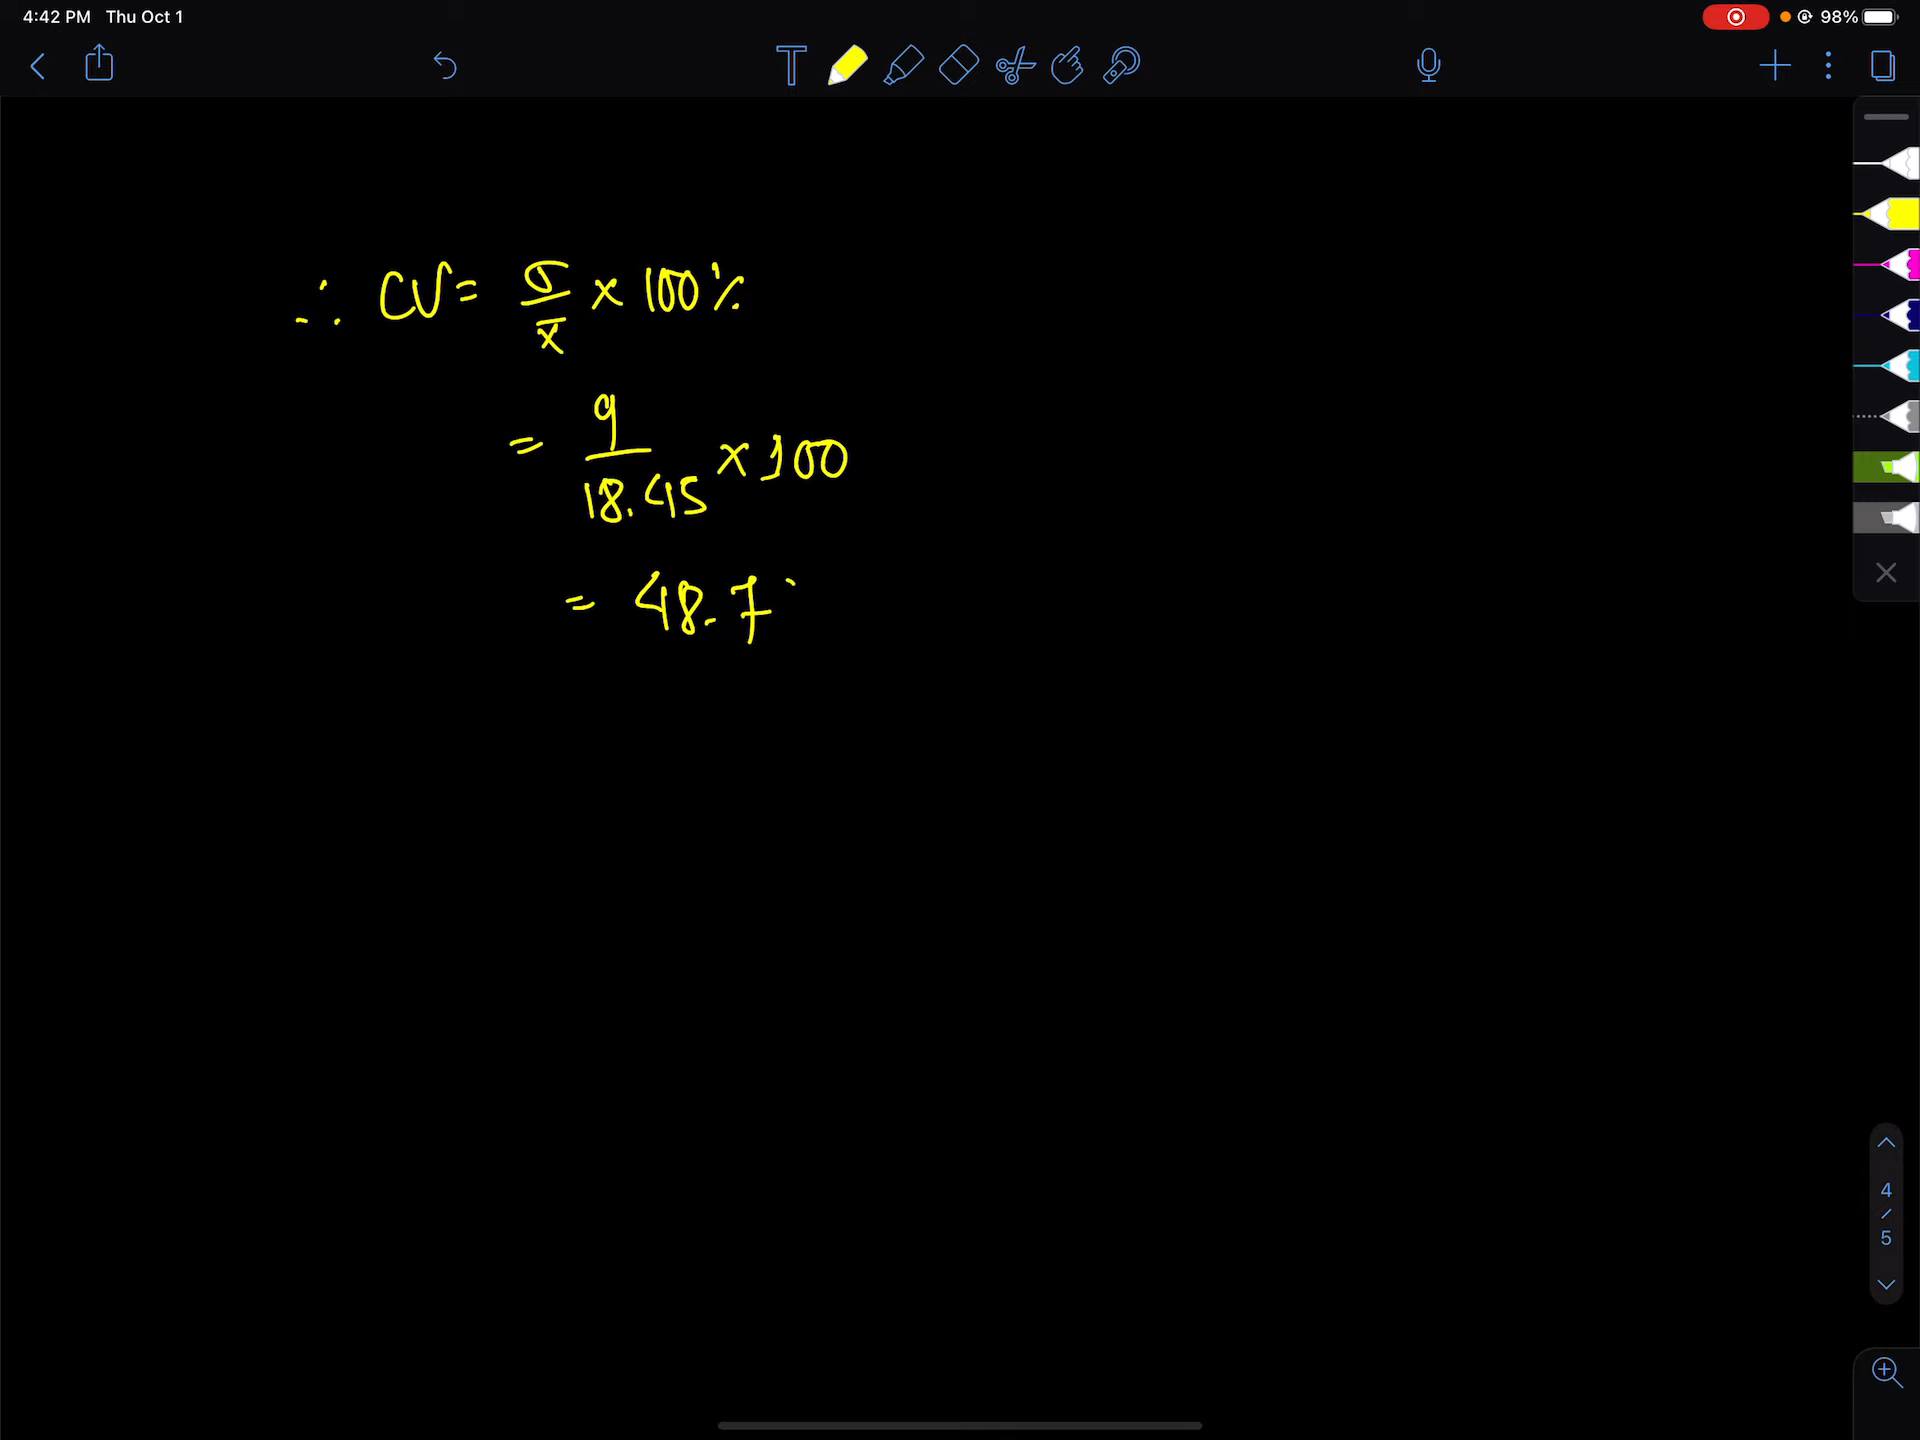 4:42 PM Thu Oct 1
98%
T
∴ CV = σ/x̄ × 100%
= 9/18.45 × 100
= 48.7
4
/
5